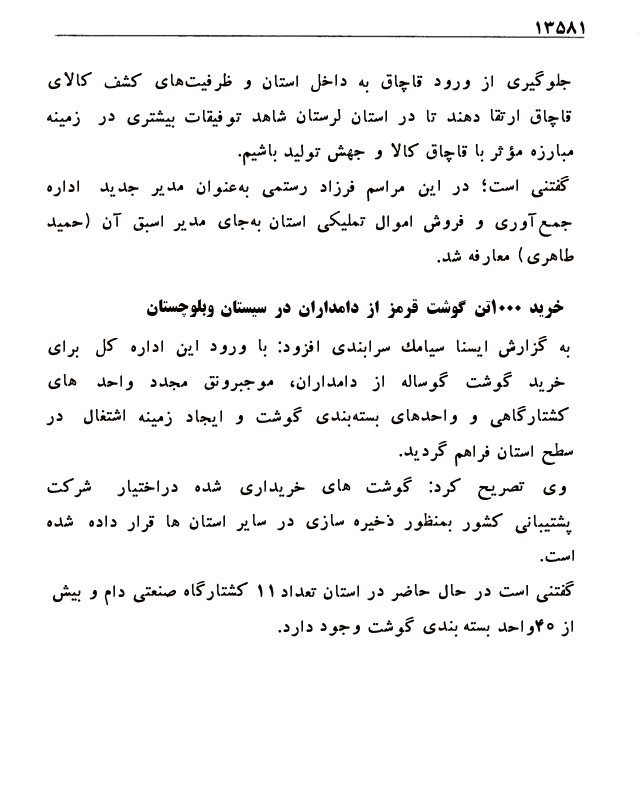 ۱۳۵۸۱
جلوگیری از ورود قاچاق به داخل استان و ظرفیت‌های کشف کالای
قاچاق ارتقا دهند تا در استان لرستان شاهد توفیقات بیشتری در زمینه
مبارزه مؤثر با قاچاق کالا و جهش تولید باشیم.
گفتنی است؛ در این مراسم فرزاد رستمی به‌عنوان مدیر جدید اداره
جمع‌آوری و فروش اموال تملیکی استان به‌جای مدیر اسبق آن (حمید
طاهری) معارفه شد.
خرید ۱۰۰۰تن گوشت قرمز از دامداران در سیستان وبلوچستان
به گزارش ایسنا سیامك سرابندی افزود: با ورود این اداره کل برای
خرید گوشت گوساله از دامداران، موجبرونق مجدد واحد های
کشتارگاهی و واحدهای بسته‌بندی گوشت و ایجاد زمینه اشتغال در
سطح استان فراهم گردید.
وی تصریح کرد: گوشت های خریداری شده دراختیار شرکت
پشتیبانی کشور بمنظور ذخیره سازی در سایر استان ها قرار داده شده
است.
گفتنی است در حال حاضر در استان تعداد ۱۱ کشتارگاه صنعتی دام و بیش
از ۴۰واحد بسته بندی گوشت وجود دارد.